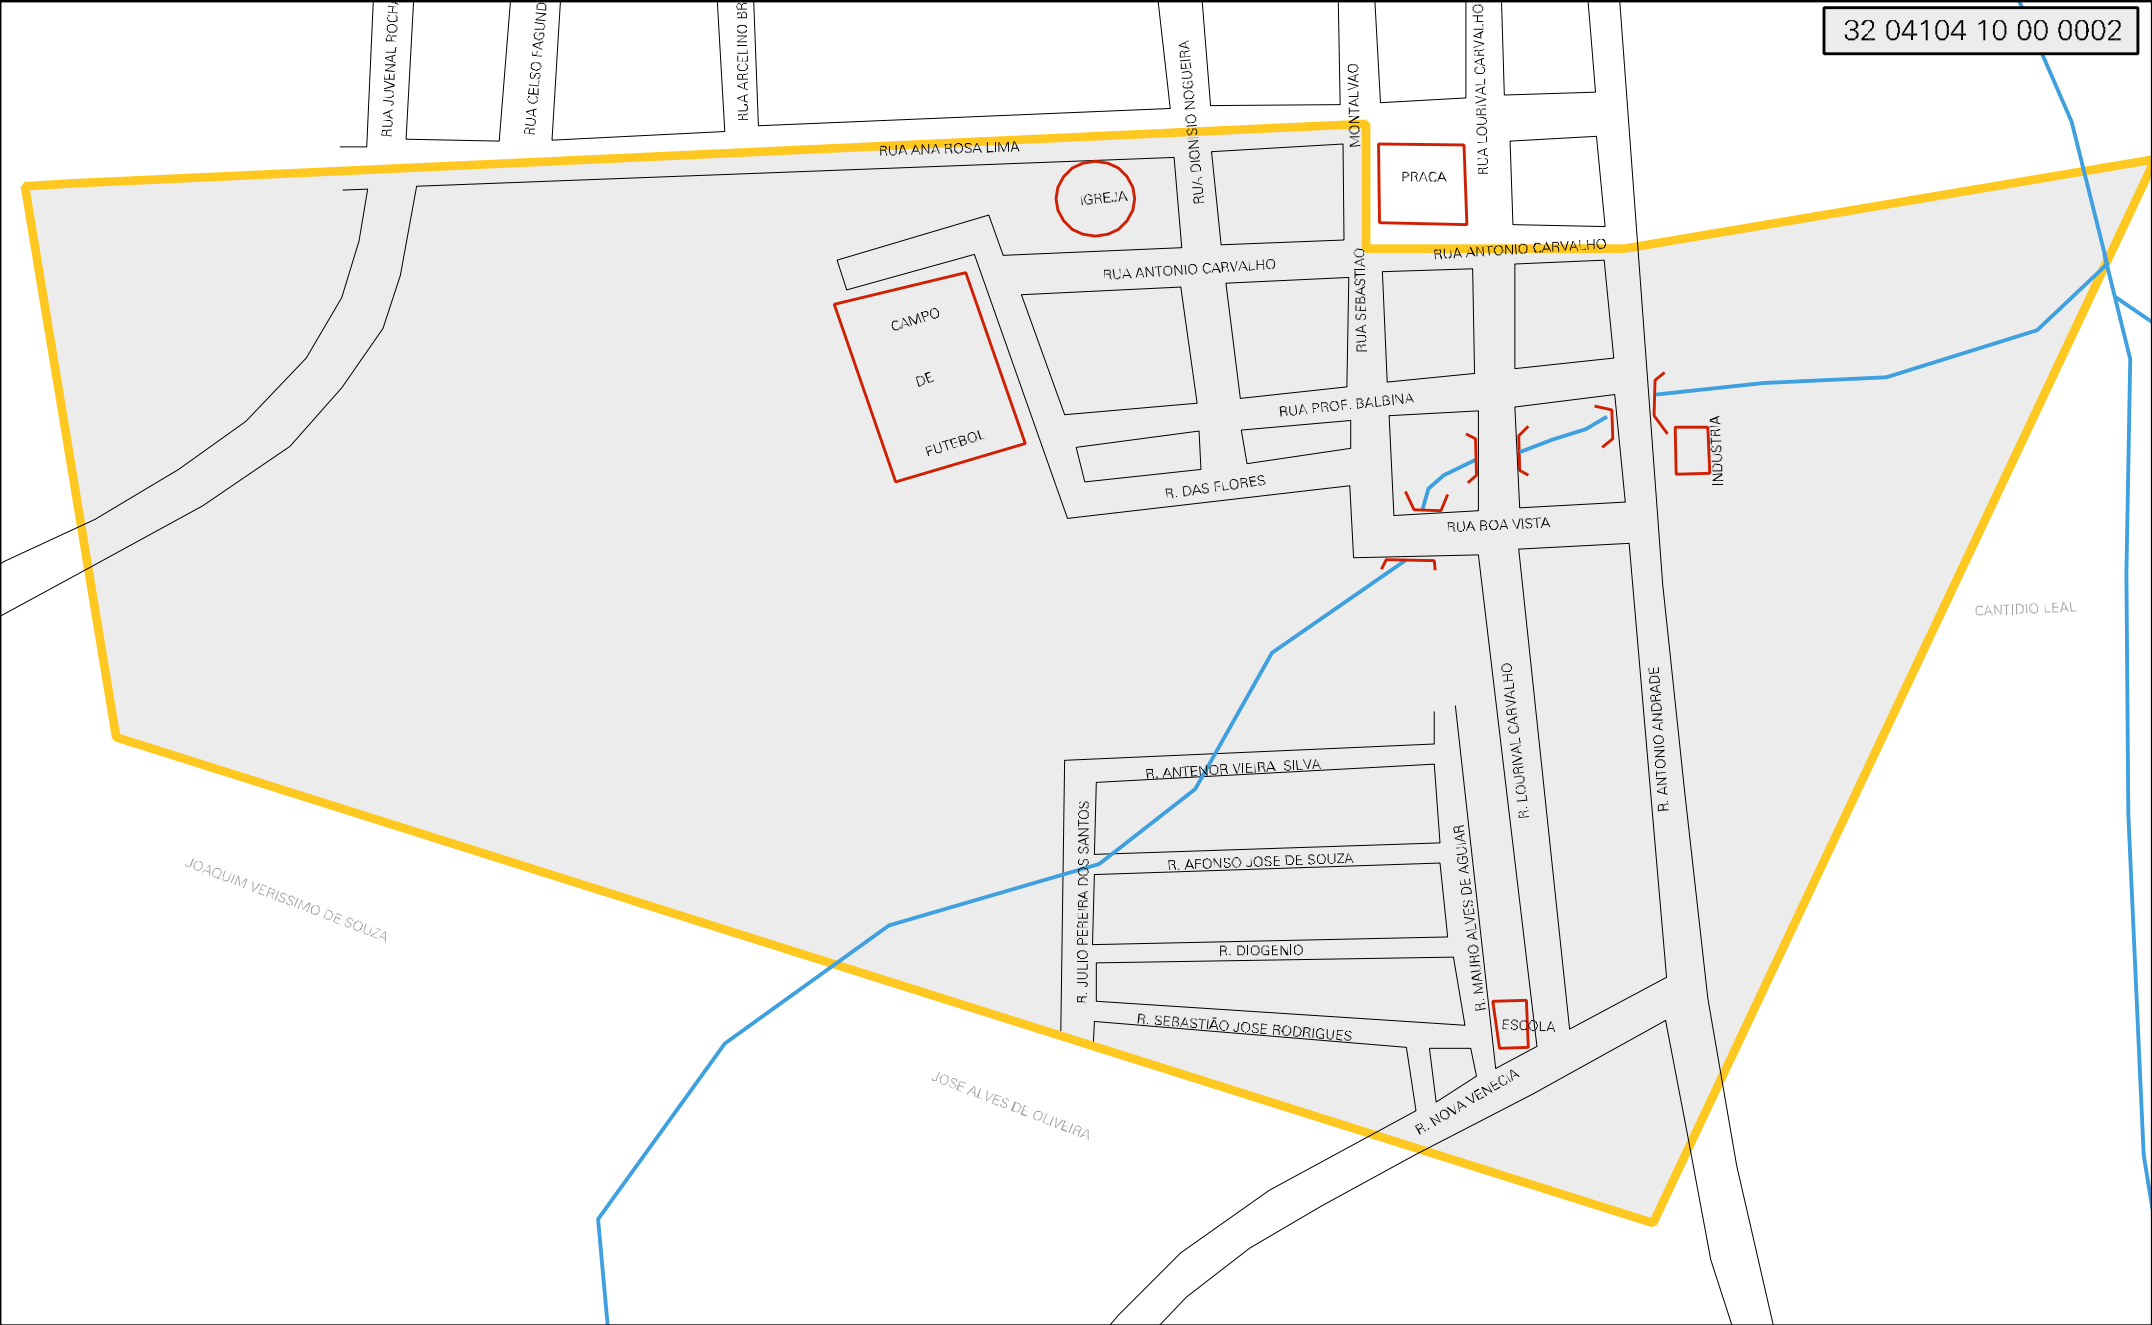 32 04104 10 00 0002
RUA JUVENAL ROCHA
RUA CELSO FAGUND
RUA ARCELINO BR
RUA DIONISIO NOGUEIRA
MONTALVAO
RUA LOURIVAL CARVALHO
RUA ANA ROSA LIMA
IGREJA
PRACA
RUA ANTONIO CARVALHO
RUA ANTONIO CARVALHO
RUA SEBASTIAO
CAMPO
DE
FUTEBOL
RUA PROF. BALBINA
INDUSTRIA
R. DAS FLORES
RUA BOA VISTA
CANTIDIO LEAL
R. LOURIVAL CARVALHO
R. ANTONIO ANDRADE
R. ANTENOR VIEIRA SILVA
R. JULIO PEREIRA DOS SANTOS
R. AFONSO JOSE DE SOUZA
R. MAURO ALVES DE AGUIAR
JOAQUIM VERISSIMO DE SOUZA
R. DIOGENIO
R. SEBASTIÃO JOSE RODRIGUES
ESCOLA
JOSE ALVES DE OLIVEIRA
R. NOVA VENECIA